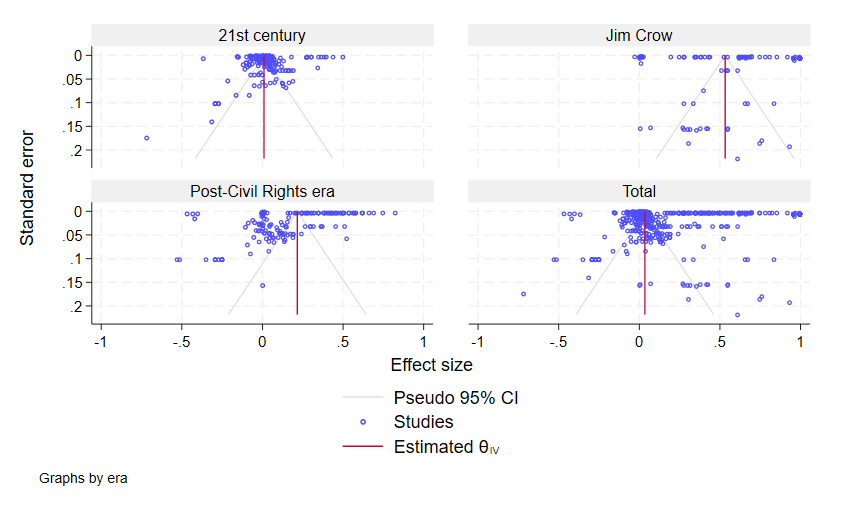 21st century
Jim Crow
0
.05
.1
.15
.2
Post-Civil Rights era
Total
0
.05
.1
.15
.2
Standard error
-1
-.5
0
.5
1
-1
-.5
0
.5
1
Effect size
Pseudo 95% CI
Studies
Estimated θIV
Graphs by era